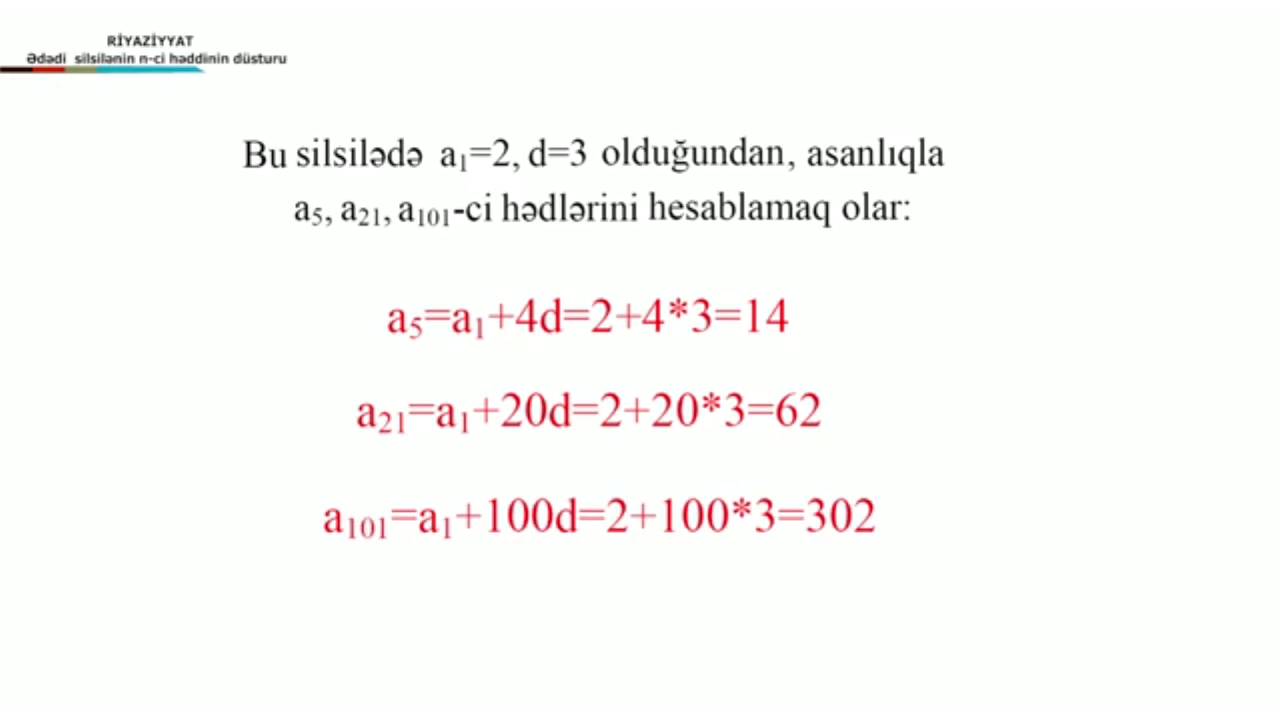 RİYAZİYYAT
Ədədi silsilənin n-ci həddinin düsturu
Bu silsilədə a₁=2, d=3 olduğundan, asanlıqla
a₅, a₂₁, a₁₀₁-ci hədlərini hesablamaq olar:
a₅=a₁+4d=2+4*3=14
a₂₁=a₁+20d=2+20*3=62
a₁₀₁=a₁+100d=2+100*3=302